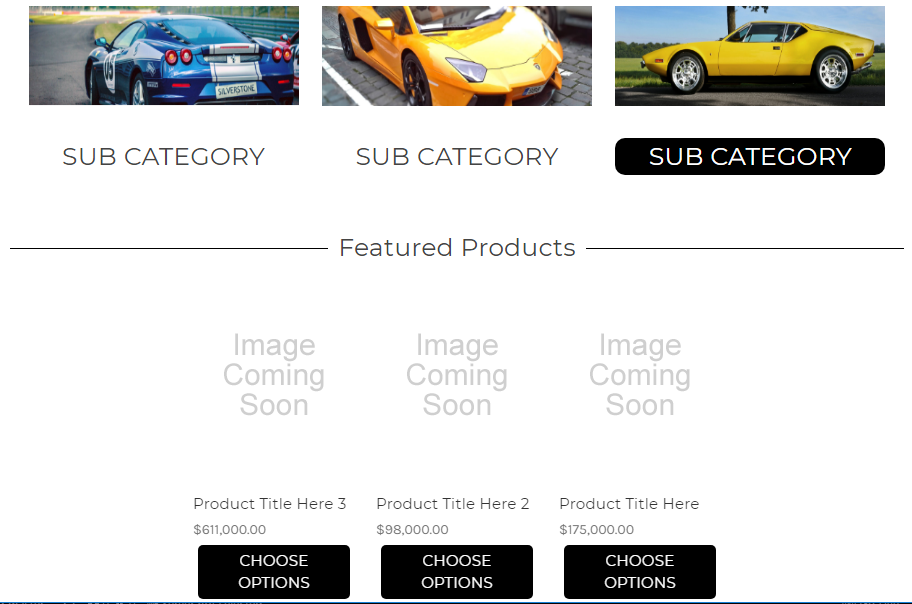 SILVERSTONE
SUB CATEGORY SUB CATEGORY SUB CATEGORY
Featured Products
Image Coming Soon
Image Coming Soon
Image Coming Soon
Product Title Here 3
$611,000.00
CHOOSE
OPTIONS
Product Title Here 2
$98,000.00
CHOOSE
OPTIONS
Product Title Here
$175,000.00
CHOOSE
OPTIONS